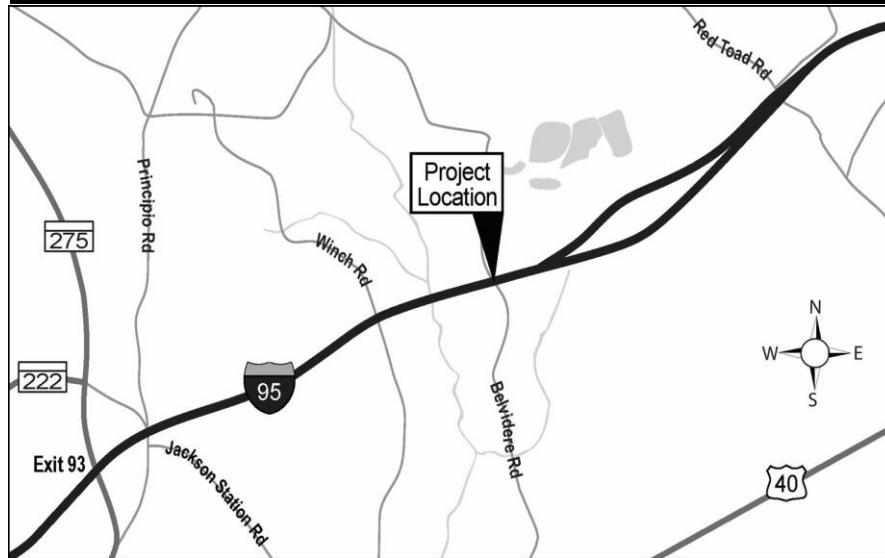 Red Toad Rd
Project
Location
Principio Rd
275
Winch Rd
N
W
E
S
222
95
Belvidere Rd
Exit 93
Jackson Station Rd
40